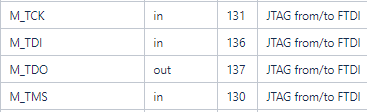 M_TCK in 131 JTAG from/to FTDI
M_TDI in 136 JTAG from/to FTDI
M_TDO out 137 JTAG from/to FTDI
M_TMS in 130 JTAG from/to FTDI